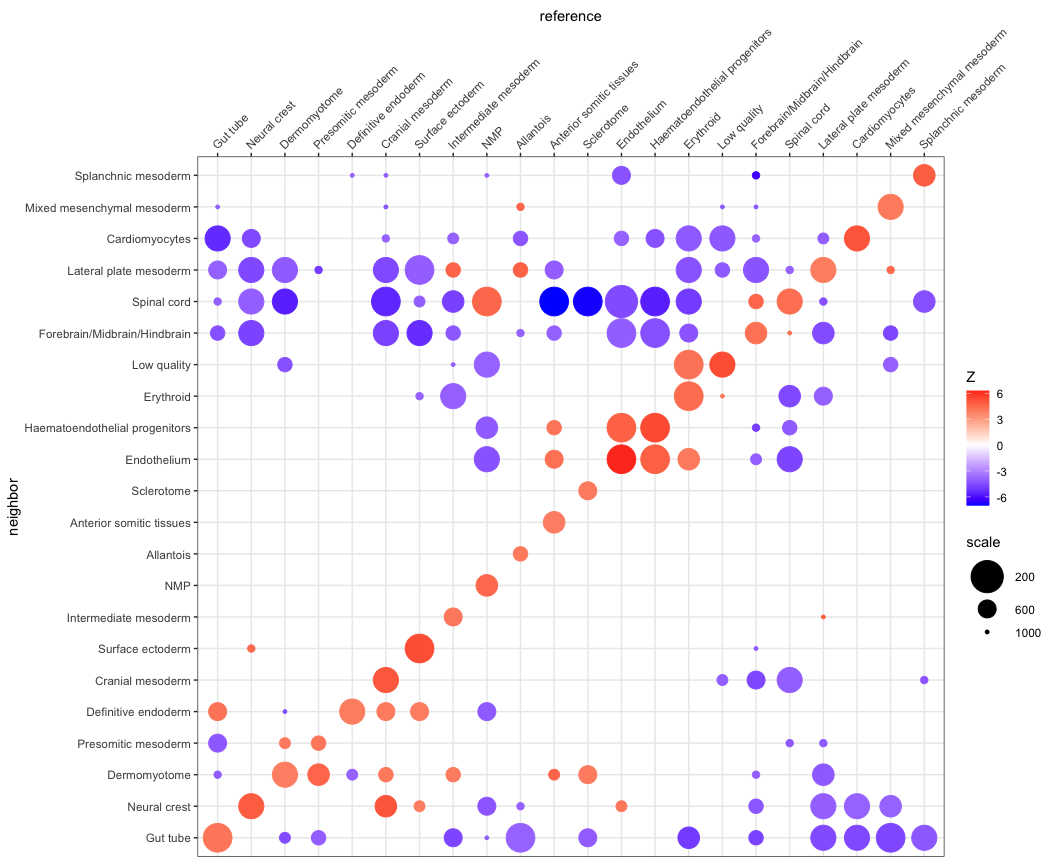 reference
Gut tube
Neural crest
Dermomyotome
Presomitic mesoderm
Definitive endoderm
Cranial mesoderm
Surface ectoderm
Intermediate mesoderm
NMP
Allantois
Anterior somitic tissues
Sclerotome
Endothelium
Haematoendothelial progenitors
Erythroid
Low quality
Forebrain/Midbrain/Hindbrain
Spinal cord
Lateral plate mesoderm
Cardiomyocytes
Mixed mesenchymal mesoderm
Splanchnic mesoderm
neighbor
Splanchnic mesoderm
Mixed mesenchymal mesoderm
Cardiomyocytes
Lateral plate mesoderm
Spinal cord
Forebrain/Midbrain/Hindbrain
Low quality
Erythroid
Haematoendothelial progenitors
Endothelium
Sclerotome
Anterior somitic tissues
Allantois
NMP
Intermediate mesoderm
Surface ectoderm
Cranial mesoderm
Definitive endoderm
Presomitic mesoderm
Dermomyotome
Neural crest
Gut tube
Z
6
3
0
-3
-6
scale
200
600
1000